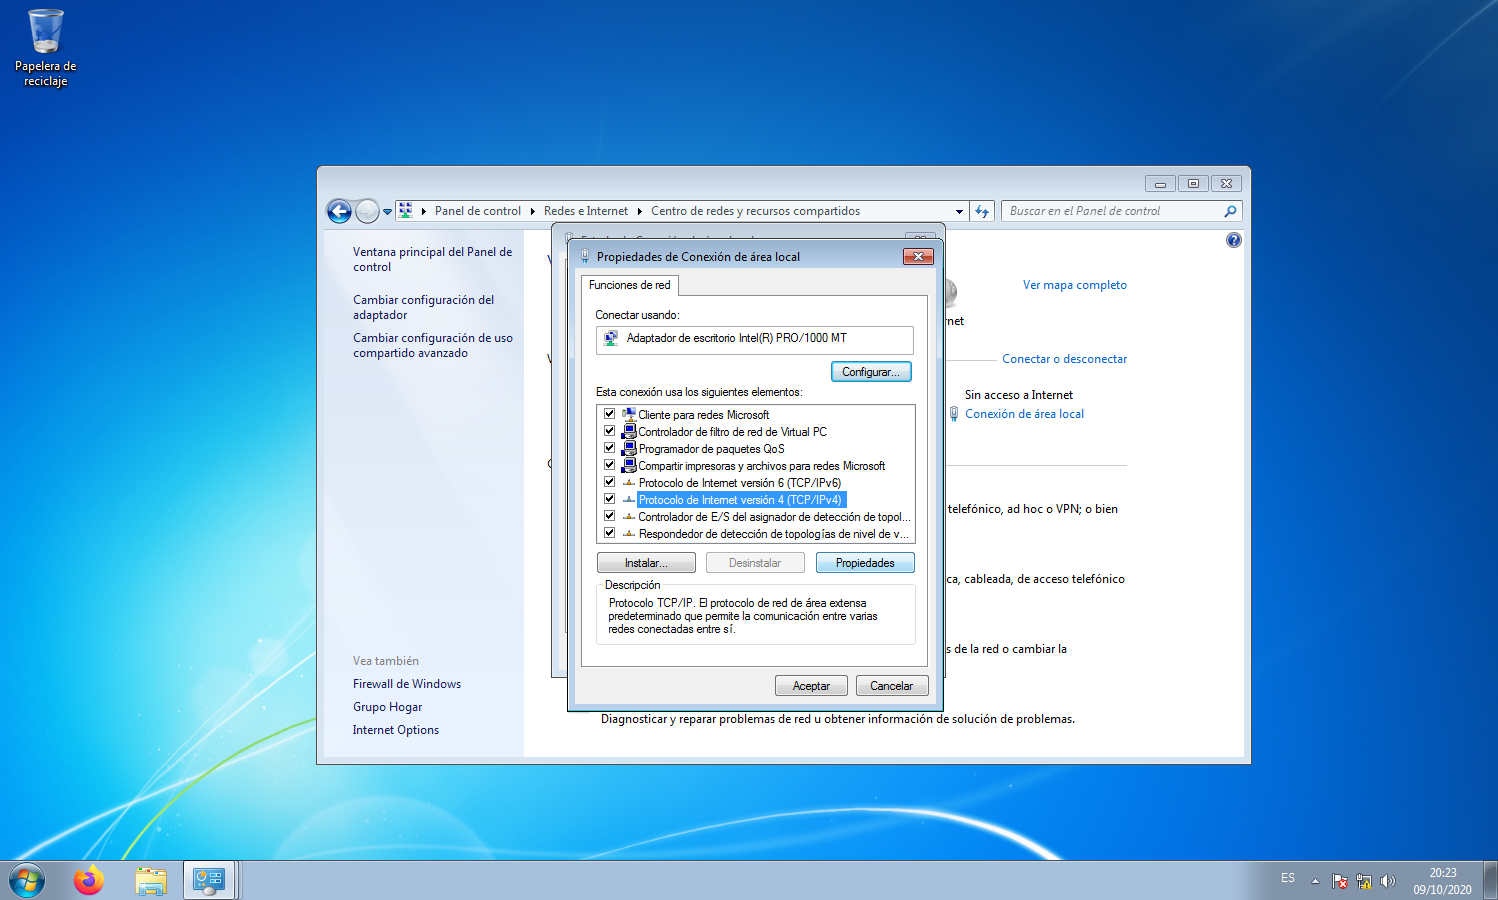 Papelera de
reciclaje
Panel de control
Redes e Internet
Centro de redes y recursos compartidos
Buscar en el Panel de control
Ventana principal del Panel de
control
Cambiar configuración del
adaptador
Cambiar configuración de uso
compartido avanzado
Vea también
Firewall de Windows
Grupo Hogar
Internet Options
Propiedades de Conexión de área local
Funciones de red
Conectar usando:
Adaptador de escritorio Intel(R) PRO/1000 MT
Configurar...
Esta conexión usa los siguientes elementos:
Cliente para redes Microsoft
Controlador de filtro de red de Virtual PC
Programador de paquetes QoS
Compartir impresoras y archivos para redes Microsoft
Protocolo de Internet versión 6 (TCP/IPv6)
Protocolo de Internet versión 4 (TCP/IPv4)
Controlador de E/S del asignador de detección de topol...
Respondedor de detección de topologías de nivel de v...
Instalar...
Desinstalar
Propiedades
Descripción
Protocolo TCP/IP. El protocolo de red de área extensa
predeterminado que permite la comunicación entre varias
redes conectadas entre sí.
Aceptar
Cancelar
Ver mapa completo
rnet
Conectar o desconectar
Sin acceso a Internet
Conexión de área local
telefónico, ad hoc o VPN; o bien
ca, cableada, de acceso telefónico
s de la red o cambiar la
Diagnosticar y reparar problemas de red u obtener información de solución de problemas.
ES
20:23
09/10/2020